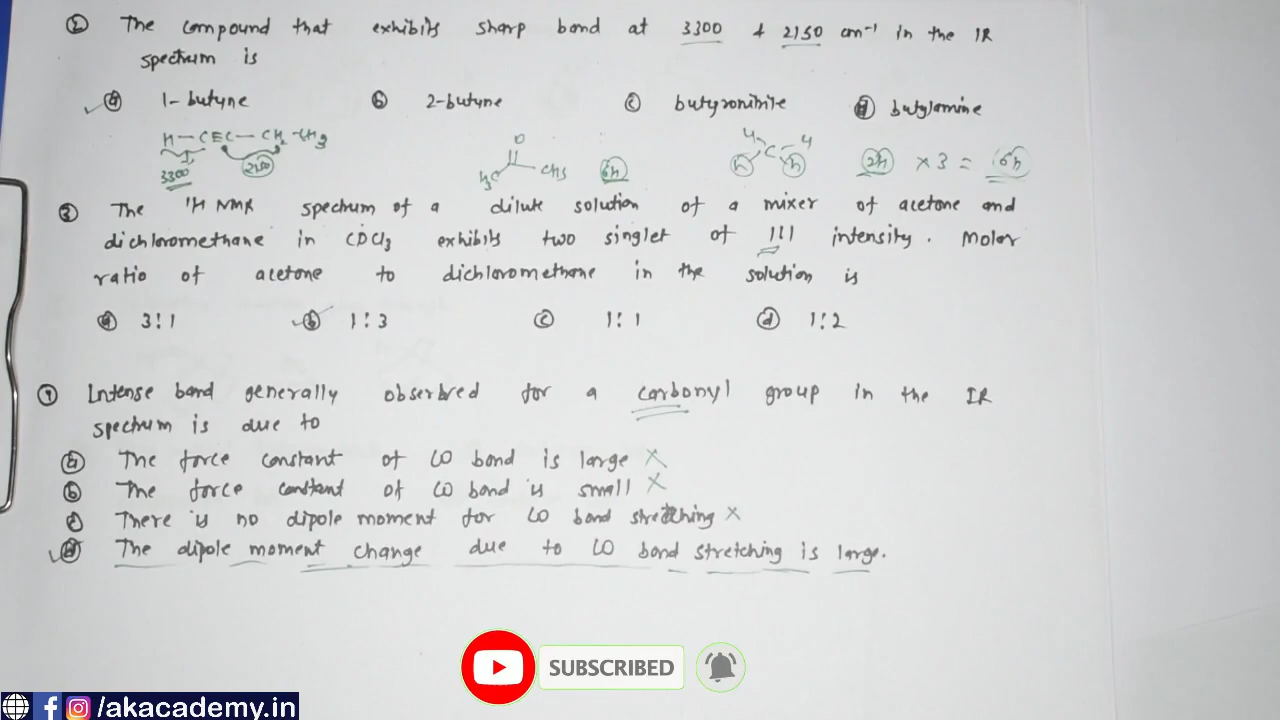 ② The compound that exhibits sharp bond at 3300 & 2150 cm⁻¹ in the IR
spectrum is
ⓐ 1-butyne ⓑ 2-butyne ⓒ butyronitrile ⓓ butylamine
H-C≡C-CH₂-CH₃
3300 2150
O
H₃C CH₃ 6H
Cl Cl
H C H
2H ×3 = 6H
③ The ¹H NMR spectrum of a dilute solution of a mixer of acetone and
dichloromethane in CDCl₃ exhibits two singlet of 1:1 intensity. Molar
ratio of acetone to dichloromethane in the solution is
ⓐ 3:1 ⓑ 1:3 ⓒ 1:1 ⓓ 1:2
④ Intense band generally observed for a carbonyl group in the IR
spectrum is due to
ⓐ The force constant of CO bond is large ×
ⓑ The force constant of CO bond is small ×
ⓒ There is no dipole moment for CO bond stretching ×
ⓓ The dipole moment change due to CO bond stretching is large.
SUBSCRIBED
/akacademy.in